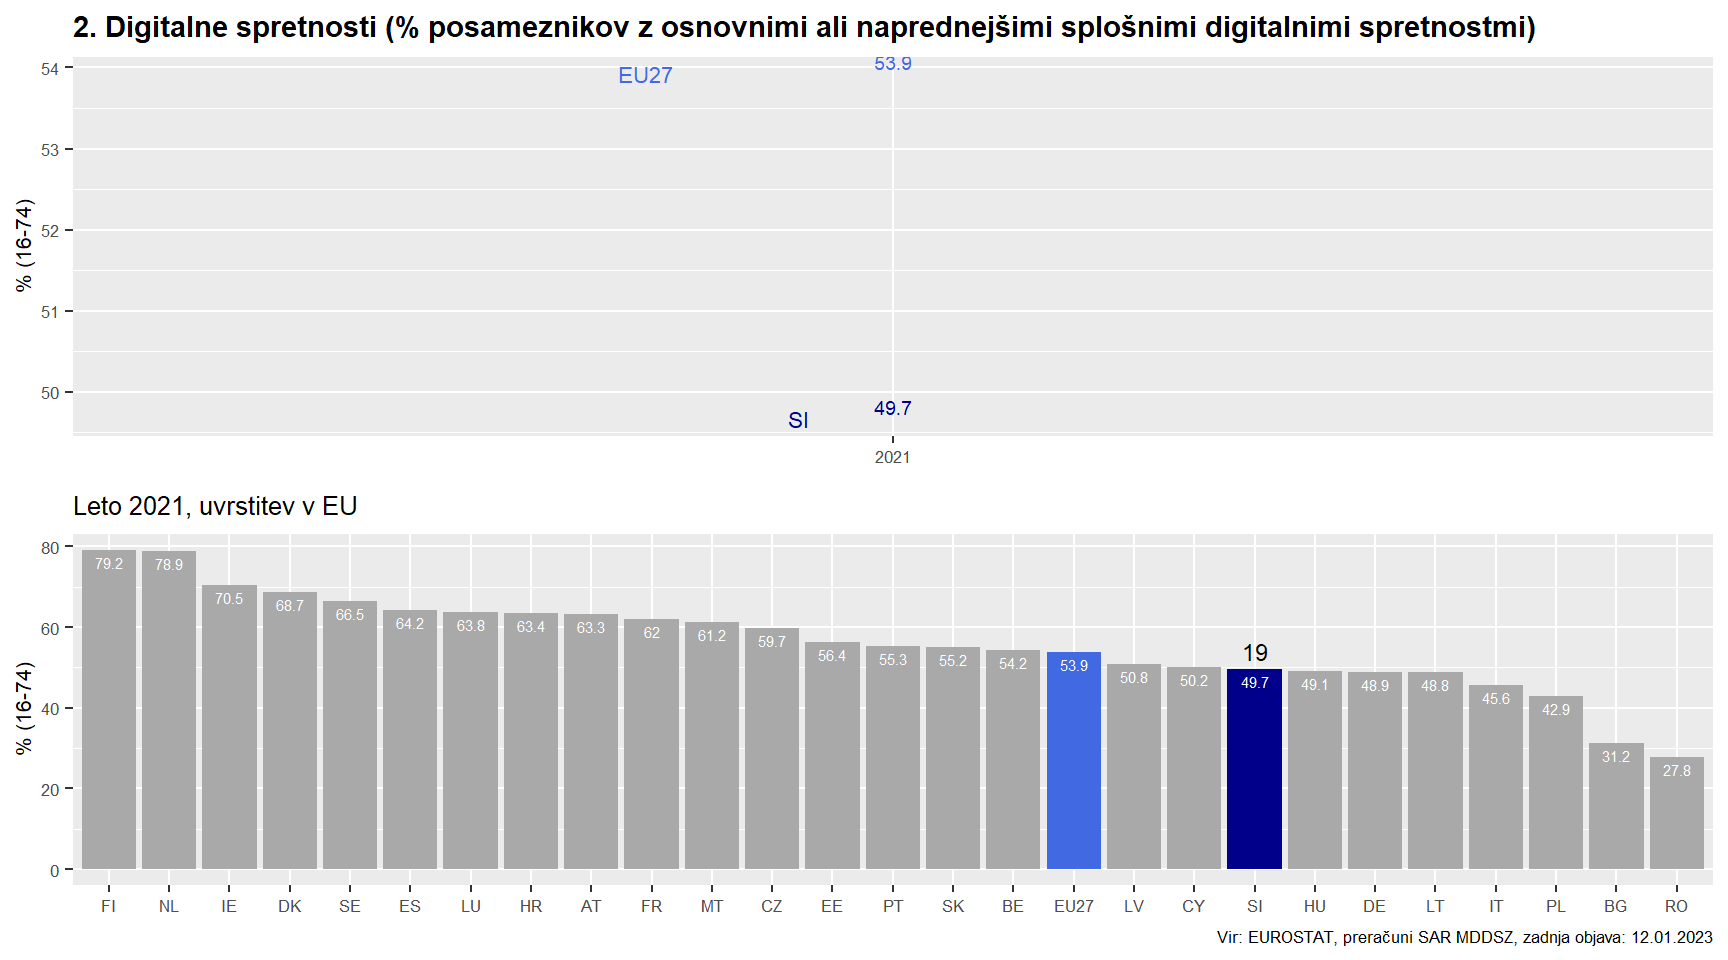 2. Digitalne spretnosti (% posameznikov z osnovnimi ali naprednejšimi splošnimi digitalnimi spretnostmi)
54
53
52
51
50
% (16-74)
EU27
53.9
SI
49.7
2021
Leto 2021, uvrstitev v EU
80
60
40
20
0
% (16-74)
79.2 78.9 70.5 68.7 66.5 64.2 63.8 63.4 63.3 62 61.2 59.7 56.4 55.3 55.2 54.2 53.9 50.8 50.2 49.7 49.1 48.9 48.8 45.6 42.9 31.2 27.8
19
FI NL IE DK SE ES LU HR AT FR MT CZ EE PT SK BE EU27 LV CY SI HU DE LT IT PL BG RO
Vir: EUROSTAT, preračuni SAR MDDSZ, zadnja objava: 12.01.2023